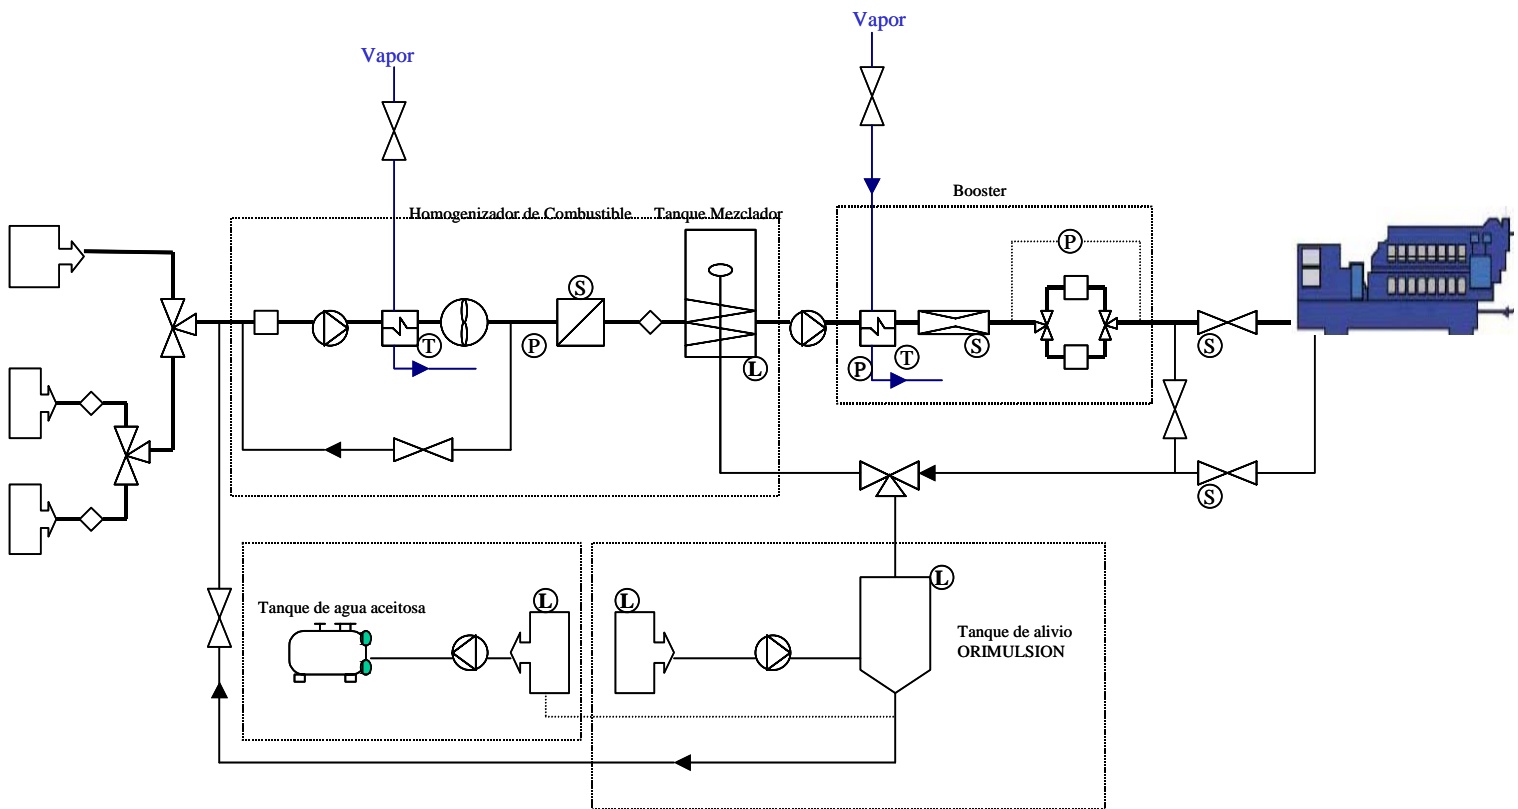 Vapor
Vapor
Booster
Homogenizador de Combustible
Tanque Mezclador
P
S
T
P
L
P
T
S
S
S
L
L
L
Tanque de agua aceitosa
Tanque de alivio
ORIMULSION